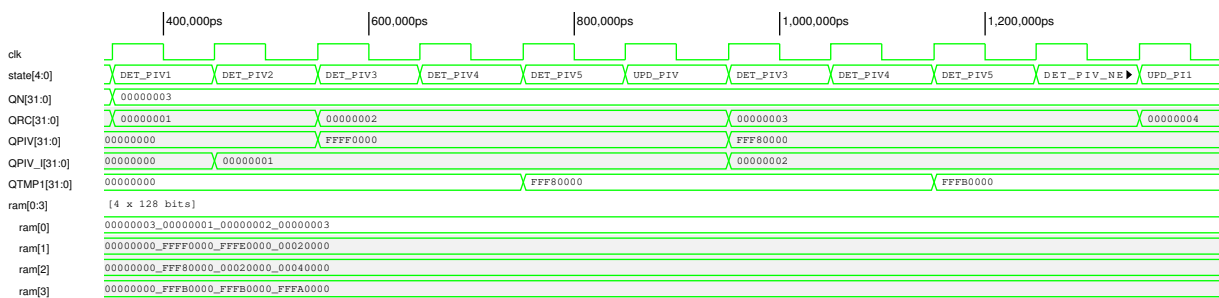 400,000ps 600,000ps 800,000ps 1,000,000ps 1,200,000ps
clk
state[4:0] DET_PIV1 DET_PIV2 DET_PIV3 DET_PIV4 DET_PIV5 UPD_PIV DET_PIV3 DET_PIV4 DET_PIV5 DET_PIV_NE UPD_PI1
QN[31:0] 00000003
QRC[31:0] 00000001 00000002 00000003 00000004
QPIV[31:0] 00000000 FFFF0000 FFF80000
QPIV_I[31:0] 00000000 00000001 00000002
QTMP1[31:0] 00000000 FFF80000 FFFB0000
ram[0:3] [4 x 128 bits]
ram[0] 00000003_00000001_00000002_00000003
ram[1] 00000000_FFFF0000_FFFE0000_00020000
ram[2] 00000000_FFF80000_00020000_00040000
ram[3] 00000000_FFFB0000_FFFB0000_FFFA0000